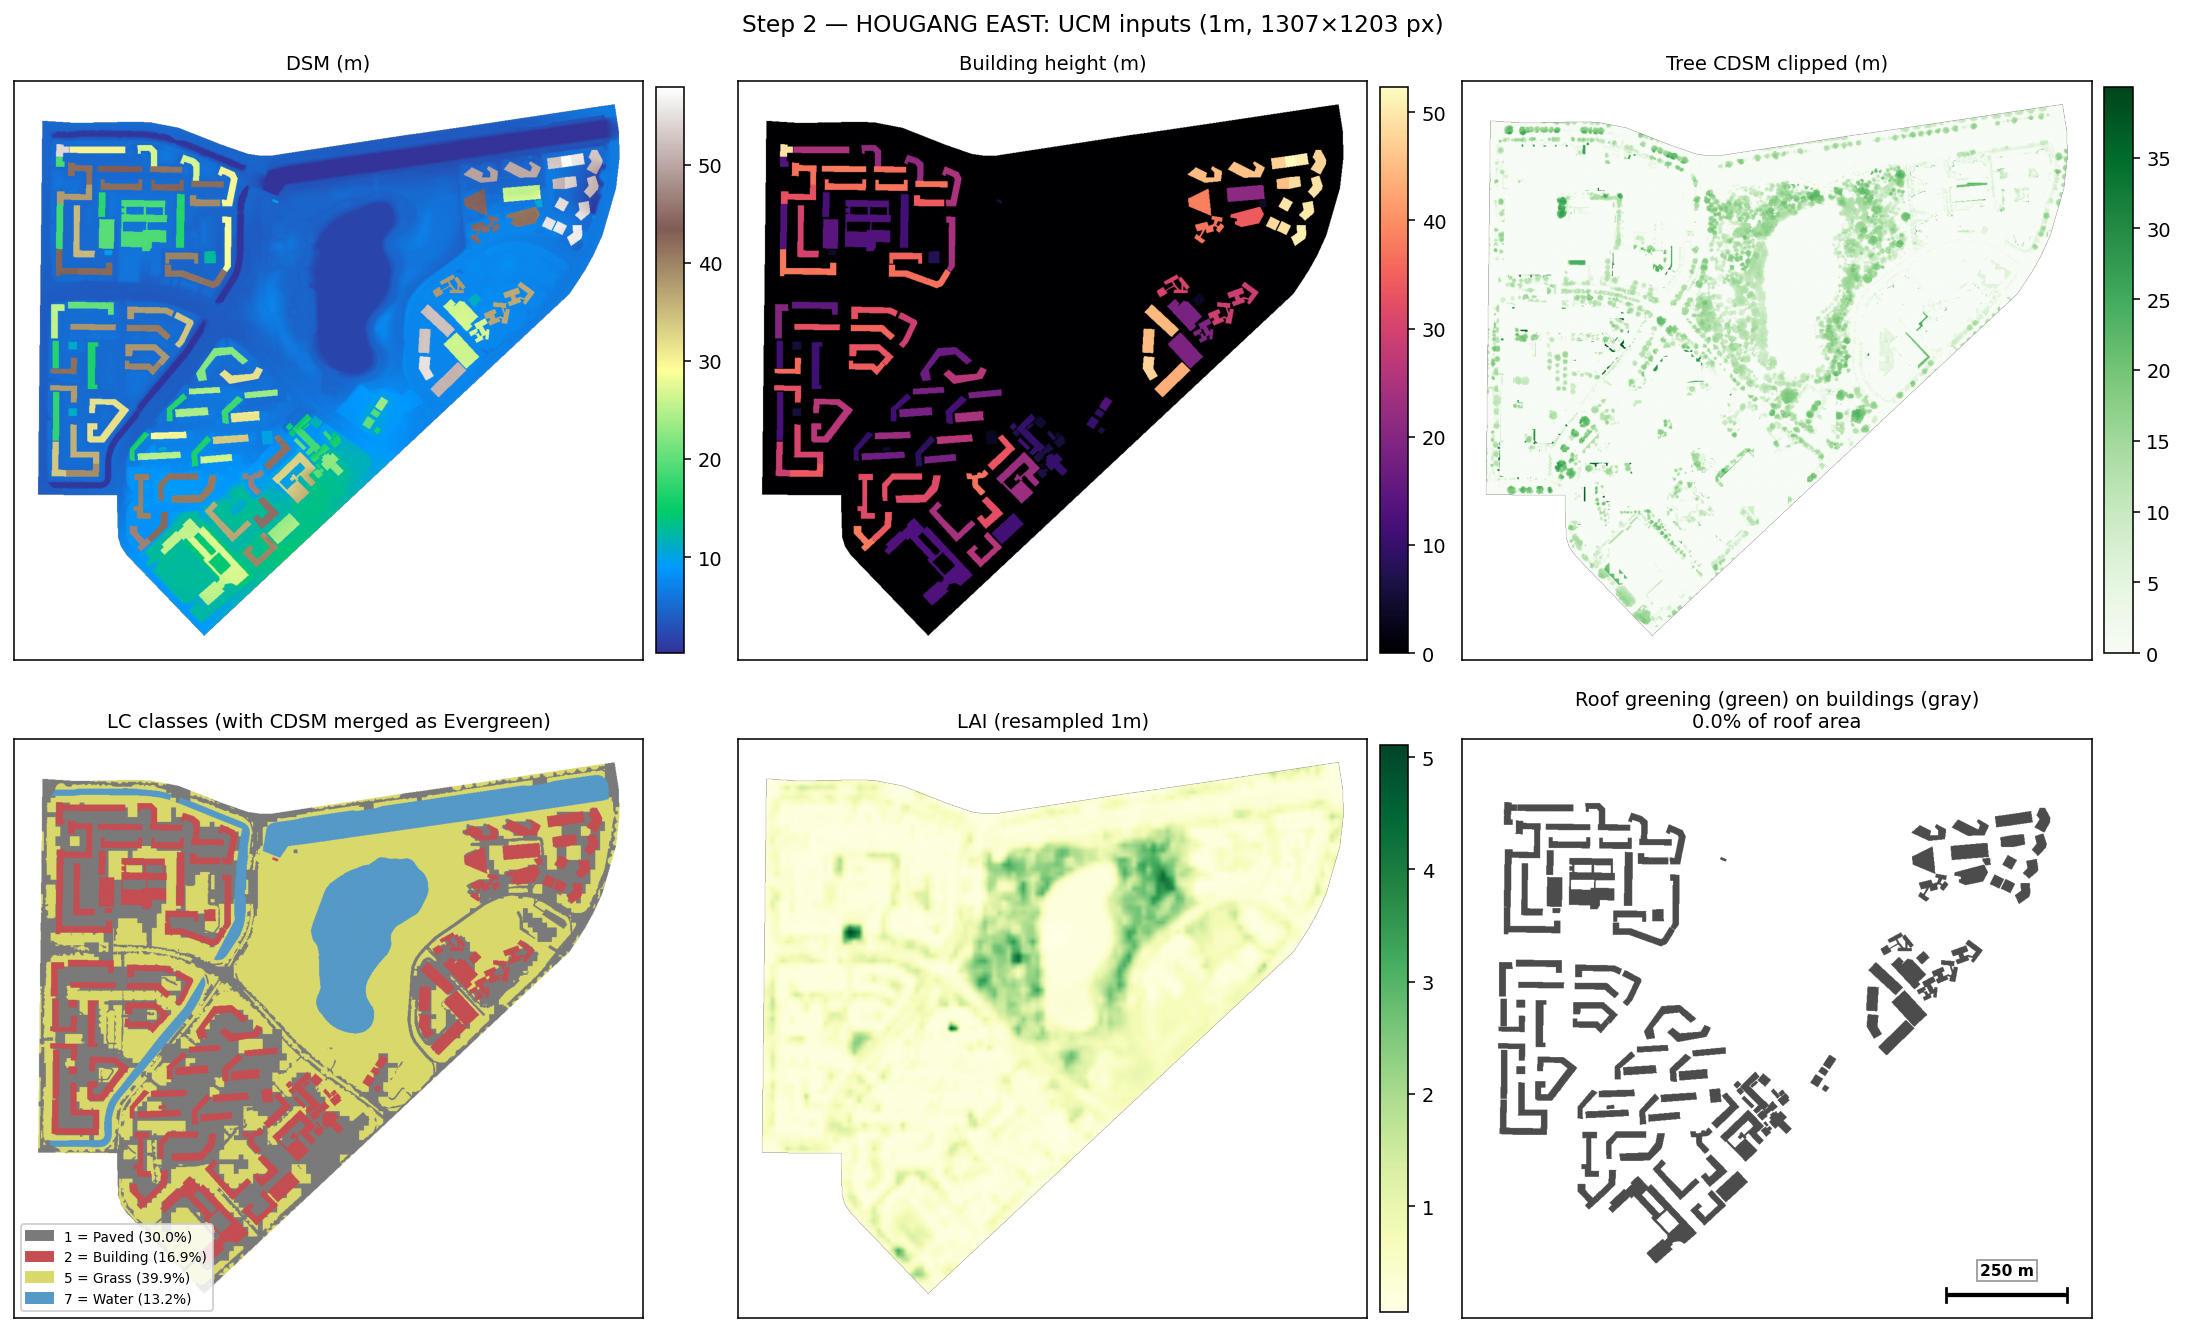 Step 2 — HOUGANG EAST: UCM inputs (1m, 1307×1203 px)
DSM (m)
50
40
30
20
10
Building height (m)
50
40
30
20
10
0
Tree CDSM clipped (m)
35
30
25
20
15
10
5
0
LC classes (with CDSM merged as Evergreen)
1 = Paved (30.0%)
2 = Building (16.9%)
5 = Grass (39.9%)
7 = Water (13.2%)
LAI (resampled 1m)
5
4
3
2
1
Roof greening (green) on buildings (gray)
0.0% of roof area
250 m